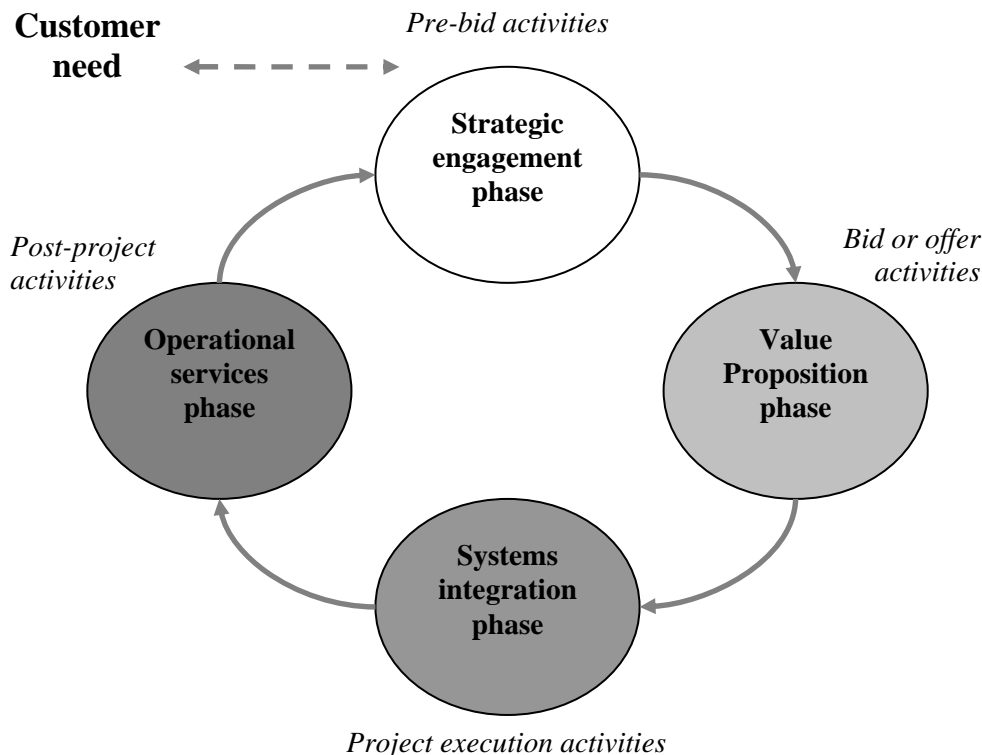 Customer
need
Pre-bid activities
Strategic
engagement
phase
Post-project
activities
Bid or offer
activities
Operational
services
phase
Value
Proposition
phase
Systems
integration
phase
Project execution activities